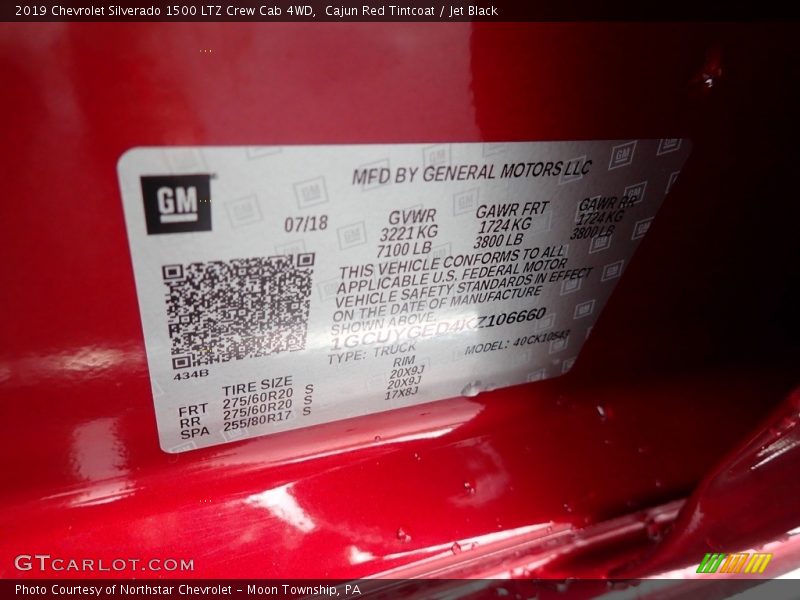 2019 Chevrolet Silverado 1500 LTZ Crew Cab 4WD,  Cajun Red Tintcoat / Jet Black
GM
MFD BY GENERAL MOTORS LLC
07/18
GVWR GAWR FRT GAWR RR
3221 KG 1724 KG 1724 KG
7100 LB 3800 LB 3800 LB
THIS VEHICLE CONFORMS TO ALL
APPLICABLE U.S. FEDERAL MOTOR
VEHICLE SAFETY STANDARDS IN EFFECT
ON THE DATE OF MANUFACTURE
SHOWN ABOVE.
1GCUYGED4KZ106660
TYPE: TRUCK MODEL: 40CK10543
434B
TIRE SIZE RIM
FRT 275/60R20 S 20X9J
RR 275/60R20 S 20X9J
SPA 255/80R17 S 17X8J
GTCARLOT.COM
Photo Courtesy of Northstar Chevrolet – Moon Township, PA